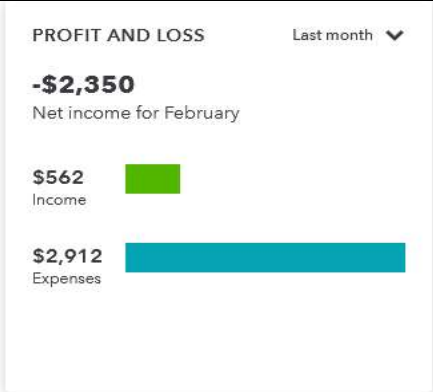 PROFIT AND LOSS Last month
-$2,350
Net income for February
$562
Income
$2,912
Expenses